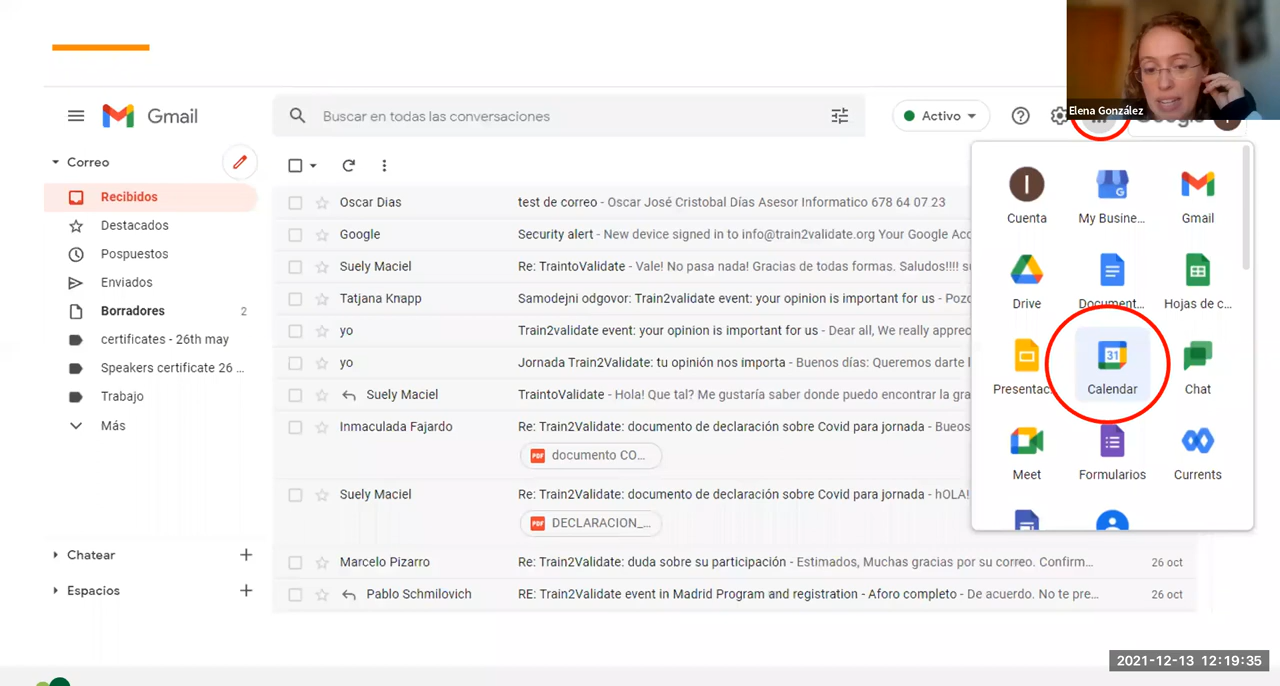 Elena González
Gmail
Buscar en todas las conversaciones
Activo
Correo
Recibidos
Destacados
Pospuestos
Enviados
Borradores 2
certificates - 26th may
Speakers certificate 26 ...
Trabajo
Más
Chatear
Espacios
Oscar Dias test de correo - Oscar José Cristobal Días Asesor Informatico 678 64 07 23
Google Security alert - New device signed in to info@train2validate.org Your Google Acc
Suely Maciel Re: TraintoValidate - Vale! No pasa nada! Gracias de todas formas. Saludos!!!! su
Tatjana Knapp Samodejni odgovor: Train2validate event: your opinion is important for us - Pozd
yo Train2validate event: your opinion is important for us - Dear all, We really apprec
yo Jornada Train2Validate: tu opinión nos importa - Buenos días: Queremos darte l
Suely Maciel TraintoValidate - Hola! Que tal? Me gustaría saber donde puedo encontrar la gra
Inmaculada Fajardo Re: Train2Validate: documento de declaración sobre Covid para jornada - Buenos
PDF documento CO...
Suely Maciel Re: Train2Validate: documento de declaración sobre Covid para jornada - hOLA!
PDF DECLARACION_...
Marcelo Pizarro Re: Train2Validate: duda sobre su participación - Estimados, Muchas gracias por su correo. Confirm... 26 oct
Pablo Schmilovich RE: Train2Validate event in Madrid Program and registration - Aforo completo - De acuerdo. No te pre... 26 oct
I
Cuenta
My Busine...
Gmail
Drive
Document...
Hojas de c...
Presentac
31
Calendar
Chat
Meet
Formularios
Currents
2021-12-13 12:19:35